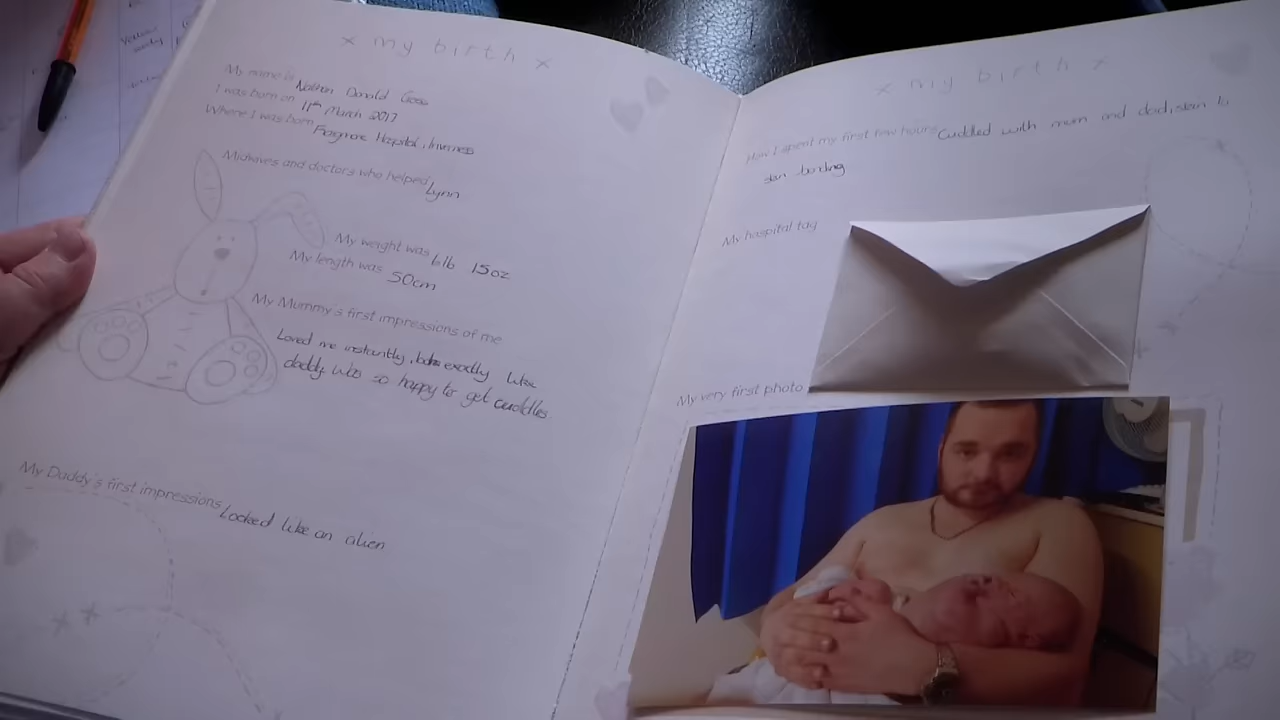 x my birth x
My name is Nathan Donald
I was born on 11th March 2017
Where I was born Hospital, Inverness
Midwives and doctors who helped Lynn
My weight was 6lb 15oz
My length was 50cm
My Mummy's first impressions of me
Loved me instantly, exactly like
daddy was so happy to get cuddles
My Daddy's first impressions Looked like an alien
x my birth x
How I spent my first few hours Cuddled with mum and dad, skin to
skin bonding
My hospital tag
My very first photo